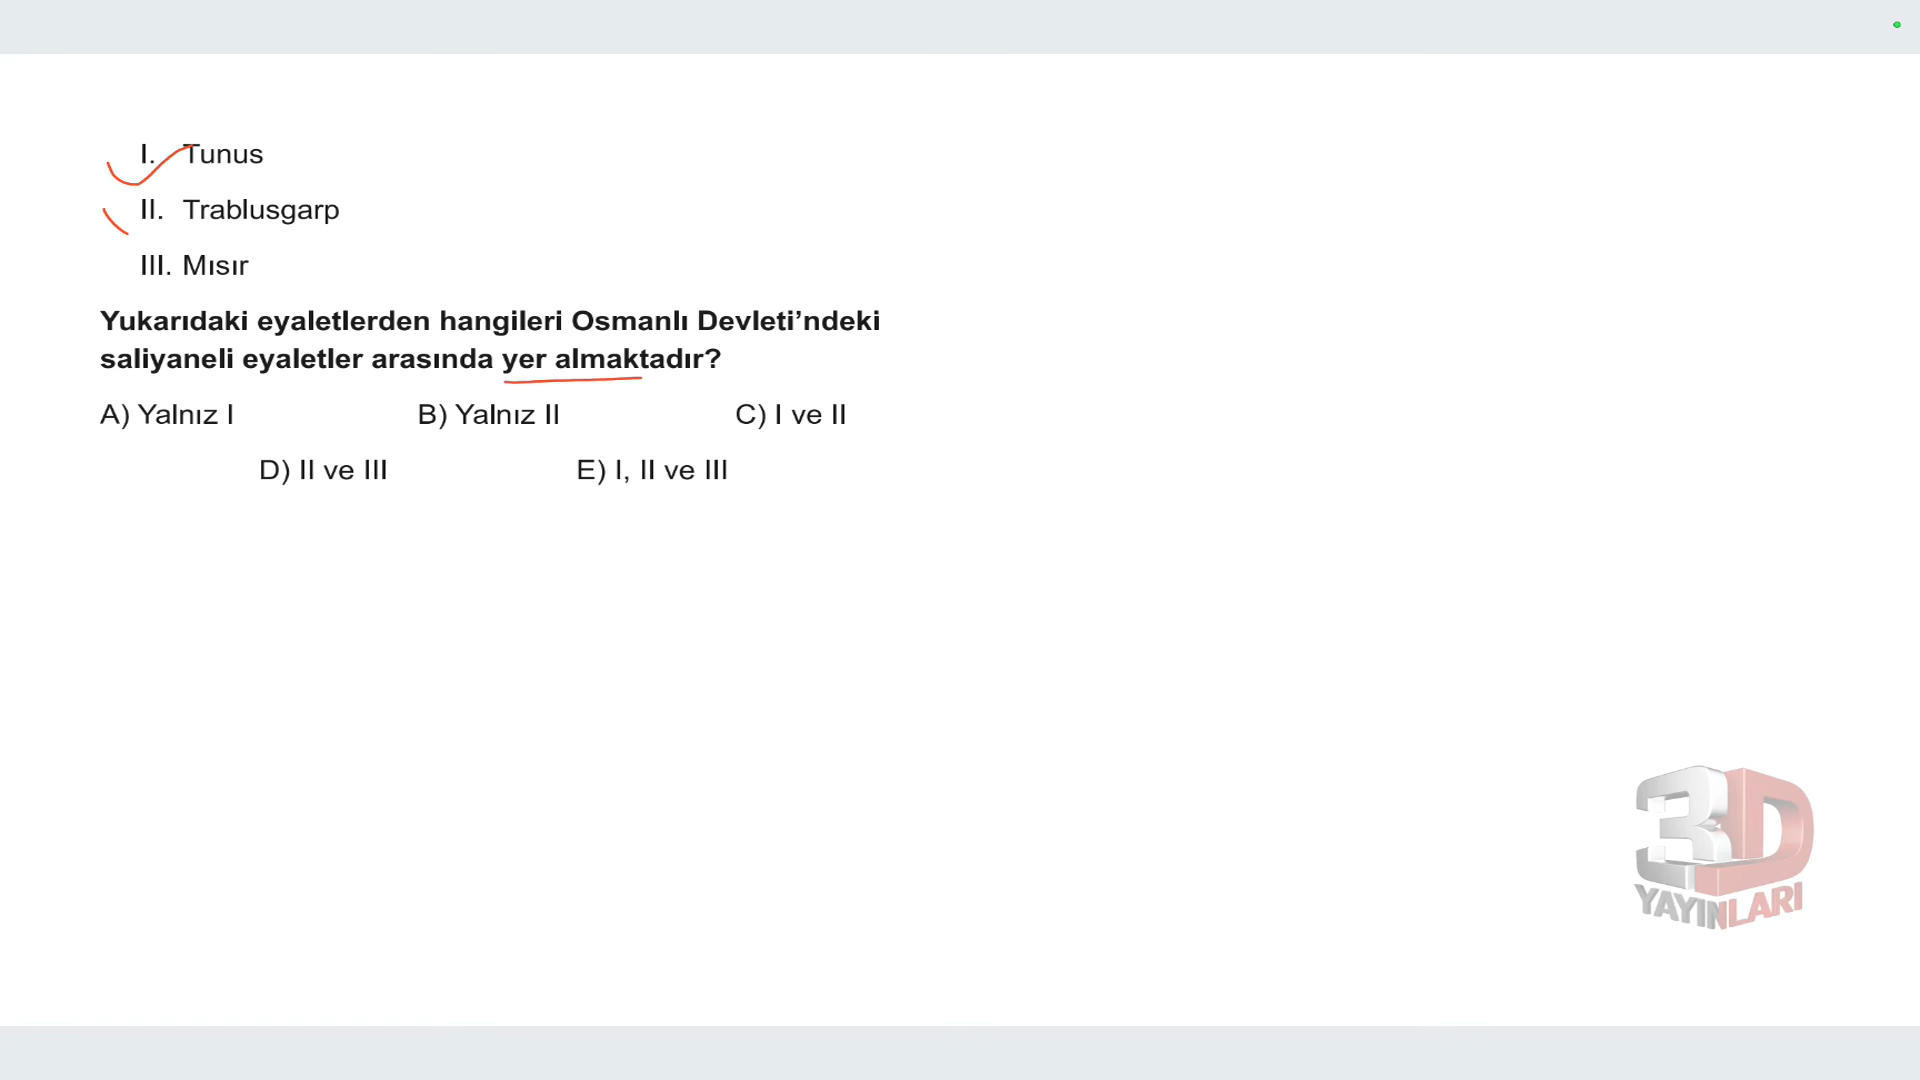 I. Tunus
II. Trablusgarp
III. Mısır
Yukarıdaki eyaletlerden hangileri Osmanlı Devleti’ndeki
saliyaneli eyaletler arasında yer almaktadır?
A) Yalnız I B) Yalnız II C) I ve II
D) II ve III E) I, II ve III
3D
YAYINLARI